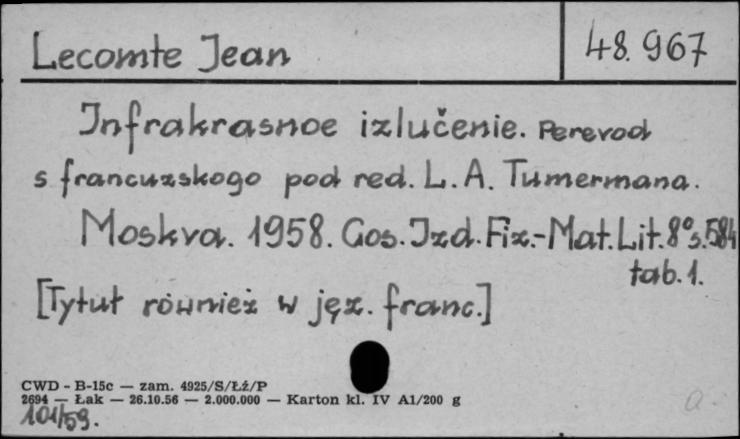 Lecomte Jean 48.967
Infrakrasnoe izlučenie. Perevod
s francuzskogo pod red. L. A. Tumermana.
Moskva. 1958. Gos. Izd. Fiz.-Mat. Lit. 8° s. 584
tab. 1.
[Tytuł również w jęz. franc.]
CWD - B-15c — zam. 4925/S/Łź/P
2694 — Łak — 26.10.56 — 2.000.000 — Karton kl. IV A1/200 g
101/59.
a.